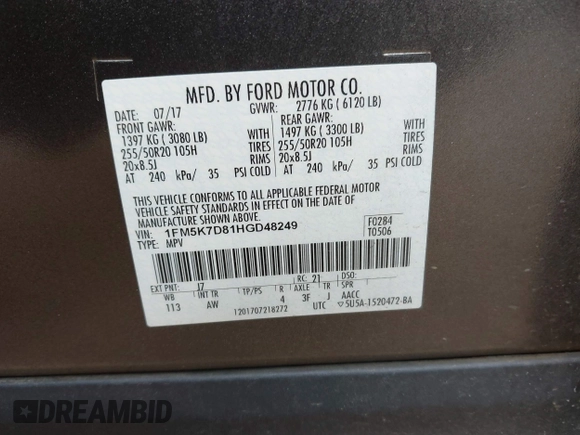 MFD. BY FORD MOTOR CO.
DATE: 07/17 GVWR: 2776 KG ( 6120 LB)
FRONT GAWR: REAR GAWR:
1397 KG ( 3080 LB) WITH 1497 KG ( 3300 LB) WITH
255/50R20 105H TIRES 255/50R20 105H TIRES
20x8.5J RIMS 20x8.5J RIMS
AT 240 kPa/ 35 PSI COLD AT 240 kPa/ 35 PSI COLD
THIS VEHICLE CONFORMS TO ALL APPLICABLE FEDERAL MOTOR
VEHICLE SAFETY STANDARDS IN EFFECT ON THE DATE OF
MANUFACTURE SHOWN ABOVE.
VIN: 1FM5K7D81HGD48249 F0284
TYPE: MPV T0506
EXT PNT: J7 RC: 21 DSO:
WB INT TR TP/PS R AXLE TR SPR
113 AW 4 3F J AACC
1201707218272 UTC ▽5U5A-1520472-BA
DREAMBID